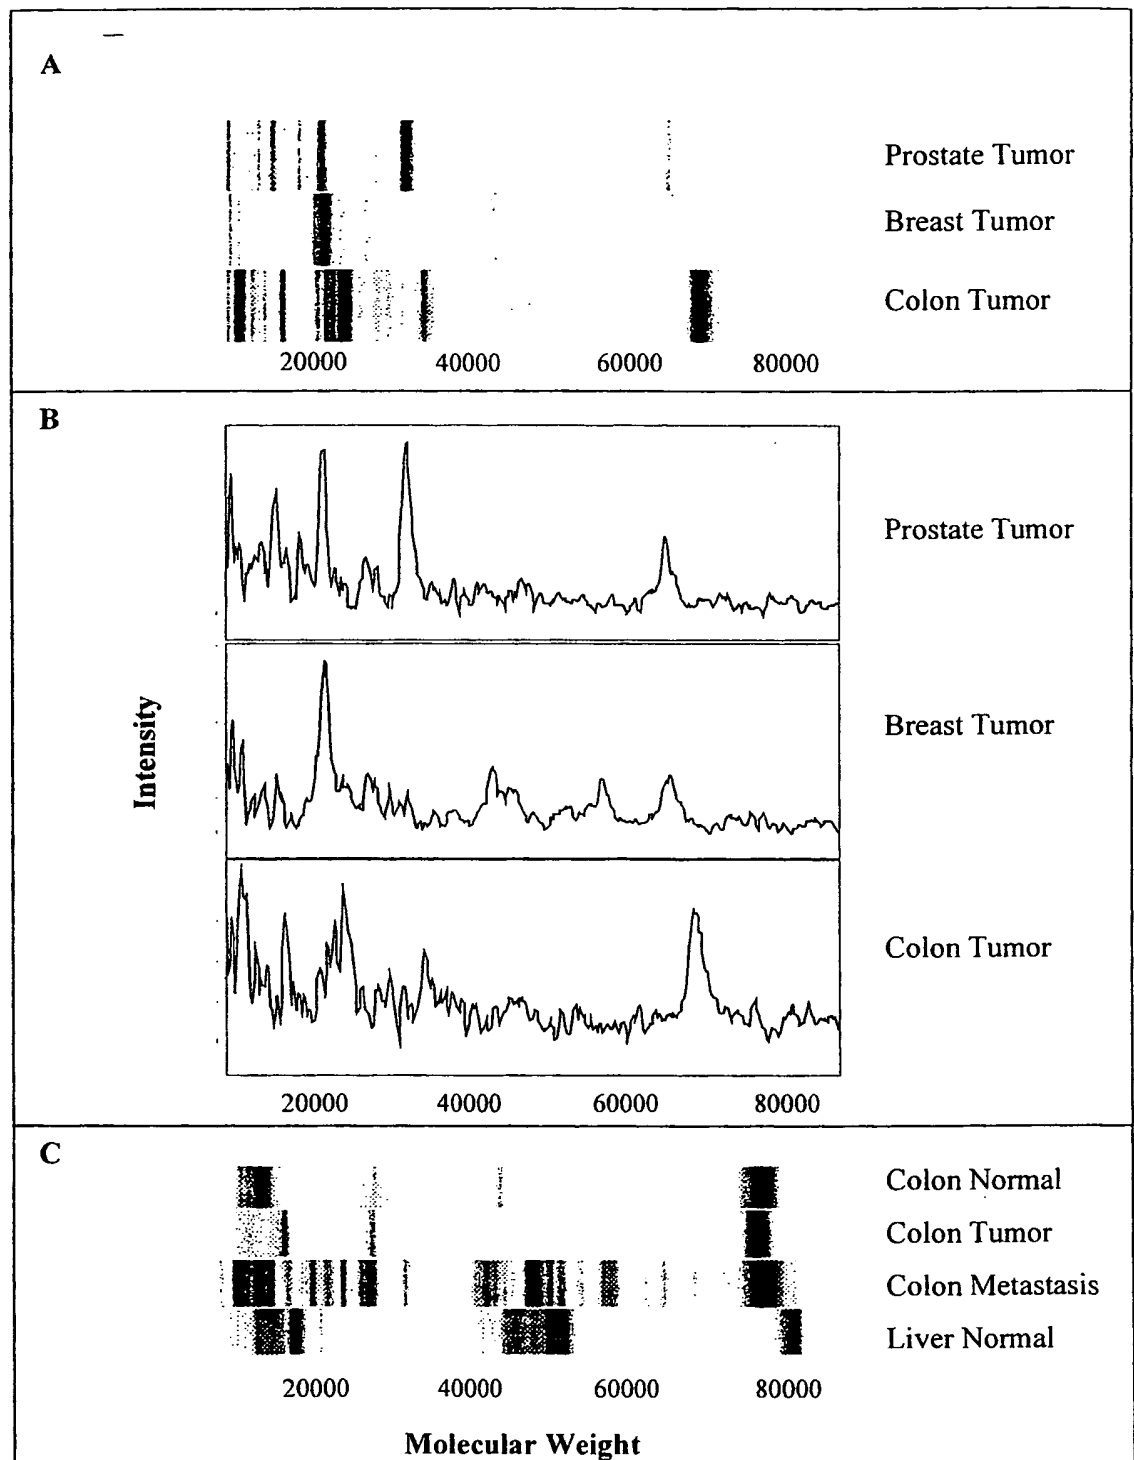 A
Prostate Tumor
Breast Tumor
Colon Tumor
20000 40000 60000 80000
B
Prostate Tumor
Breast Tumor
Intensity
Colon Tumor
20000 40000 60000 80000
C
Colon Normal
Colon Tumor
Colon Metastasis
Liver Normal
20000 40000 60000 80000
Molecular Weight